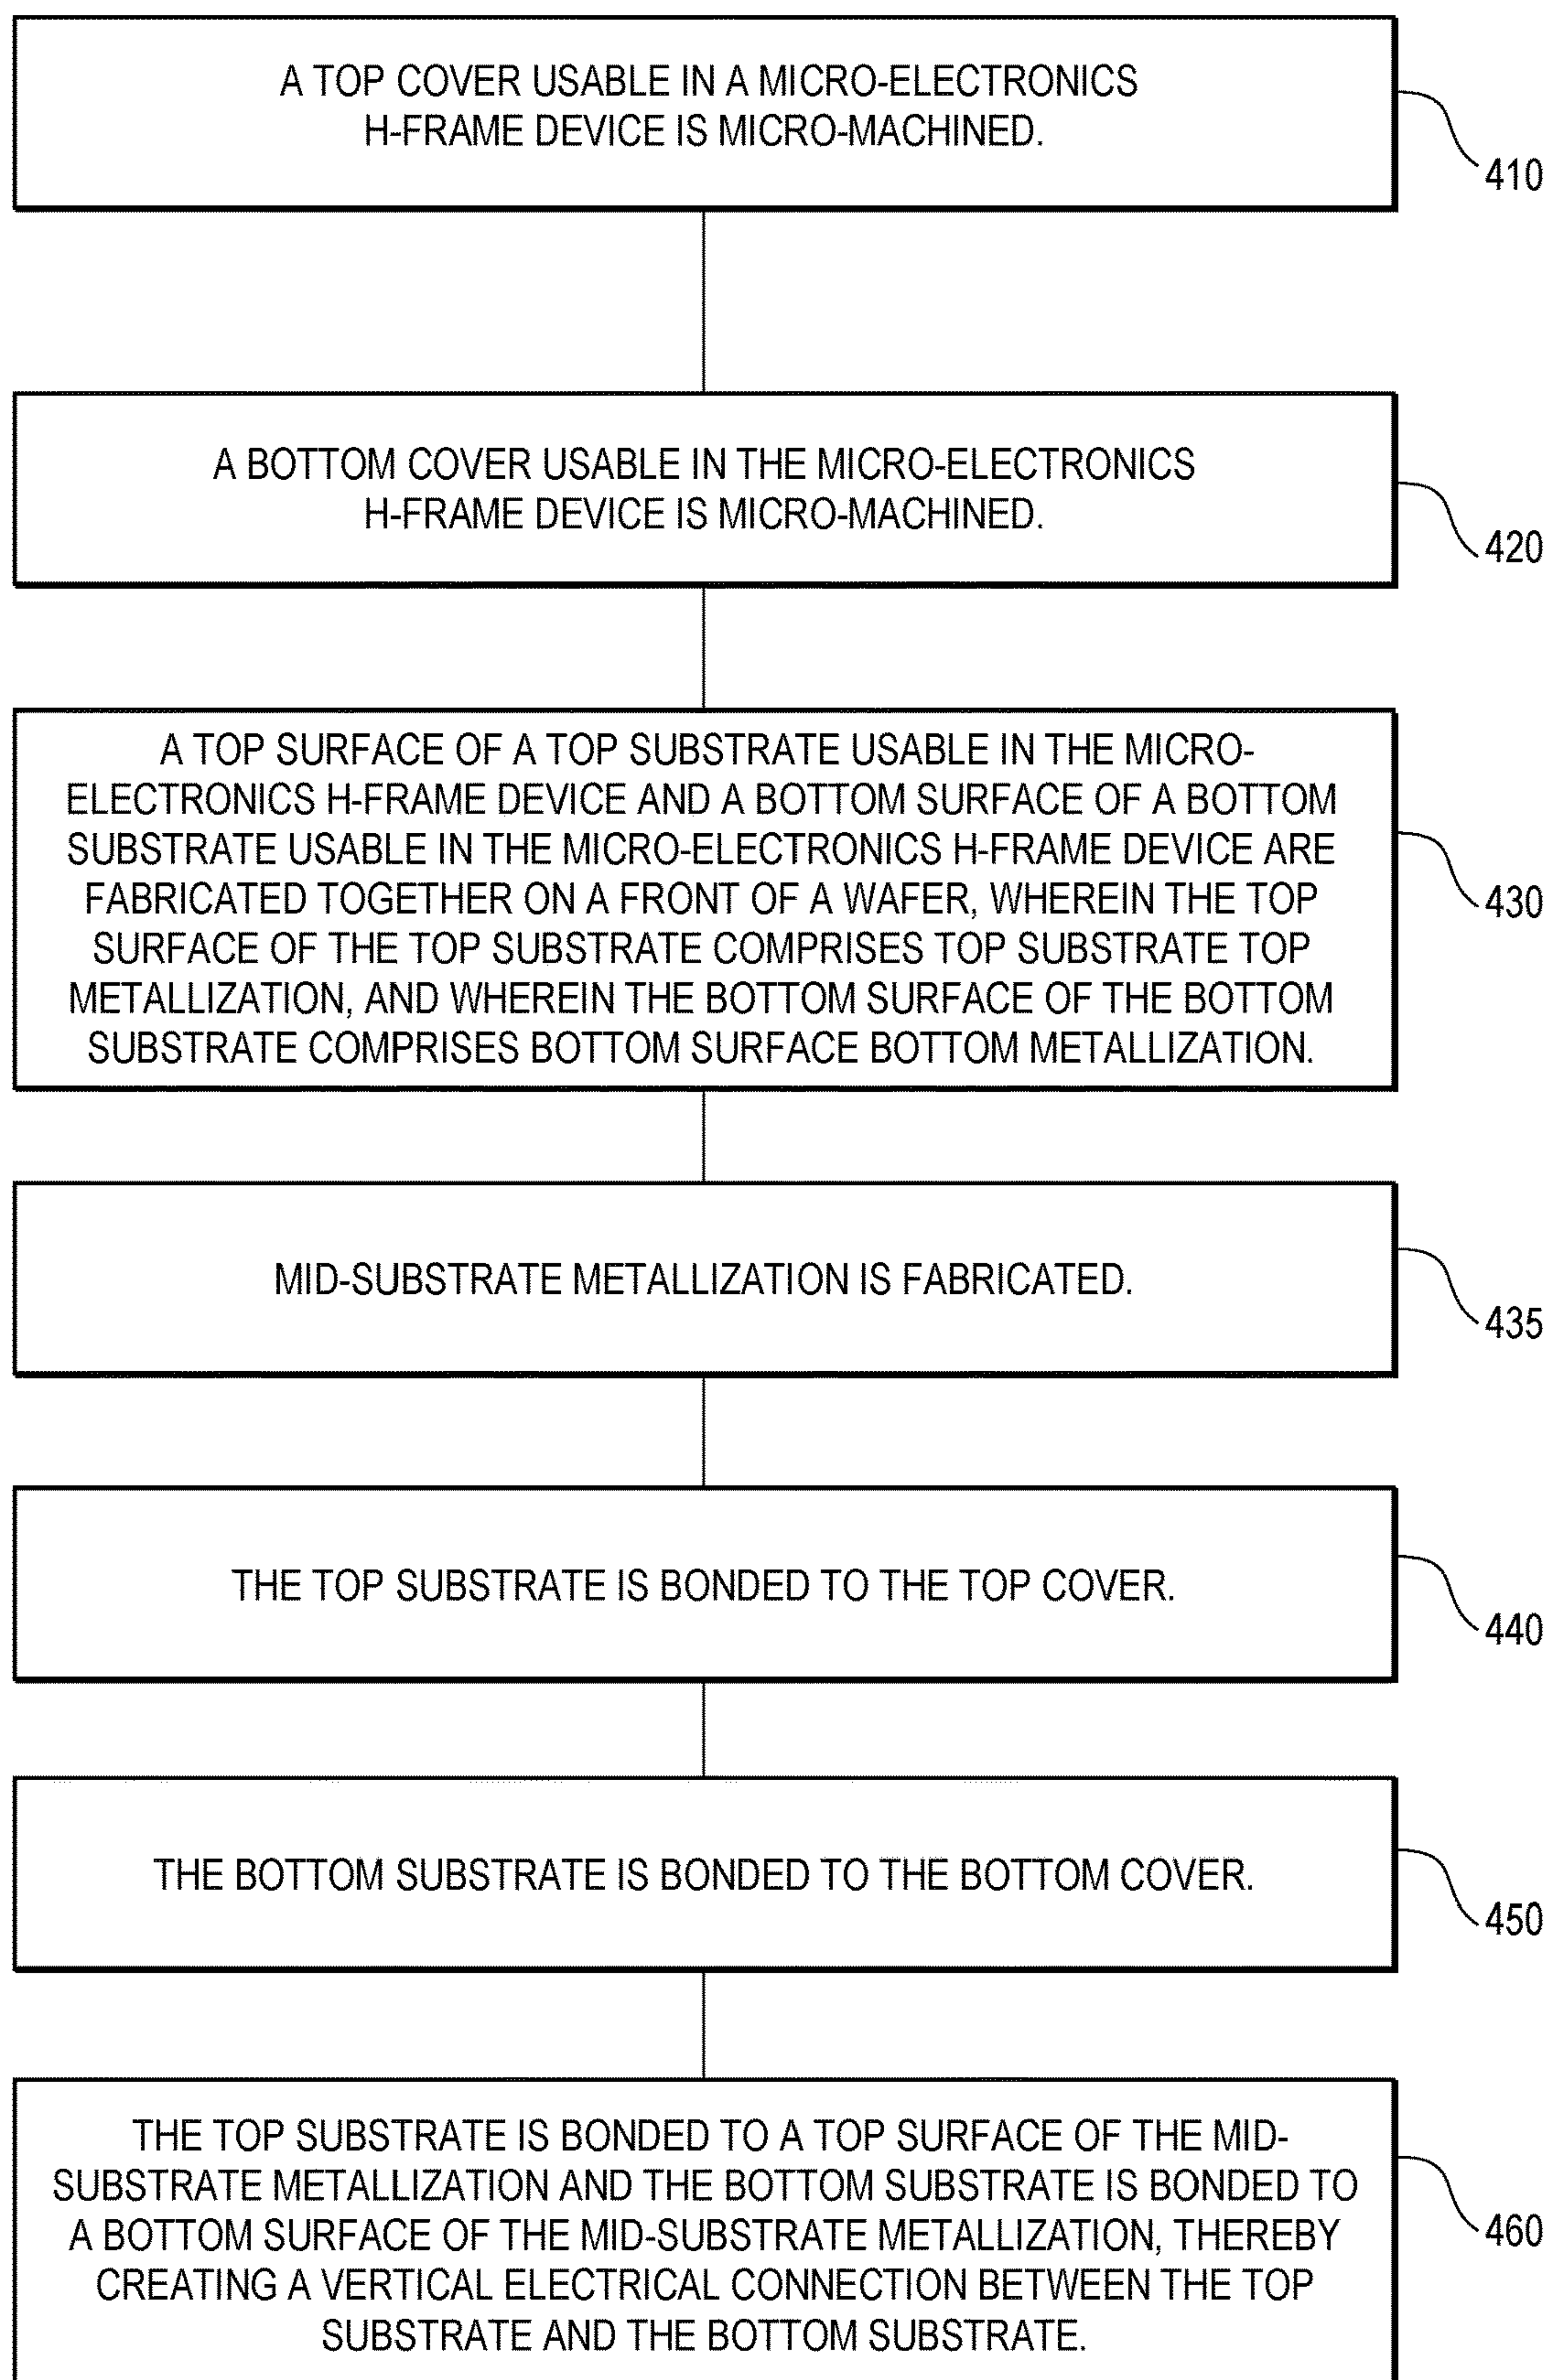 A TOP COVER USABLE IN A MICRO-ELECTRONICS
H-FRAME DEVICE IS MICRO-MACHINED.
410
A BOTTOM COVER USABLE IN THE MICRO-ELECTRONICS
H-FRAME DEVICE IS MICRO-MACHINED.
420
A TOP SURFACE OF A TOP SUBSTRATE USABLE IN THE MICRO-
ELECTRONICS H-FRAME DEVICE AND A BOTTOM SURFACE OF A BOTTOM
SUBSTRATE USABLE IN THE MICRO-ELECTRONICS H-FRAME DEVICE ARE
FABRICATED TOGETHER ON A FRONT OF A WAFER, WHEREIN THE TOP
SURFACE OF THE TOP SUBSTRATE COMPRISES TOP SUBSTRATE TOP
METALLIZATION, AND WHEREIN THE BOTTOM SURFACE OF THE BOTTOM
SUBSTRATE COMPRISES BOTTOM SURFACE BOTTOM METALLIZATION.
430
MID-SUBSTRATE METALLIZATION IS FABRICATED.
435
THE TOP SUBSTRATE IS BONDED TO THE TOP COVER.
440
THE BOTTOM SUBSTRATE IS BONDED TO THE BOTTOM COVER.
450
THE TOP SUBSTRATE IS BONDED TO A TOP SURFACE OF THE MID-
SUBSTRATE METALLIZATION AND THE BOTTOM SUBSTRATE IS BONDED TO
A BOTTOM SURFACE OF THE MID-SUBSTRATE METALLIZATION, THEREBY
CREATING A VERTICAL ELECTRICAL CONNECTION BETWEEN THE TOP
SUBSTRATE AND THE BOTTOM SUBSTRATE.
460